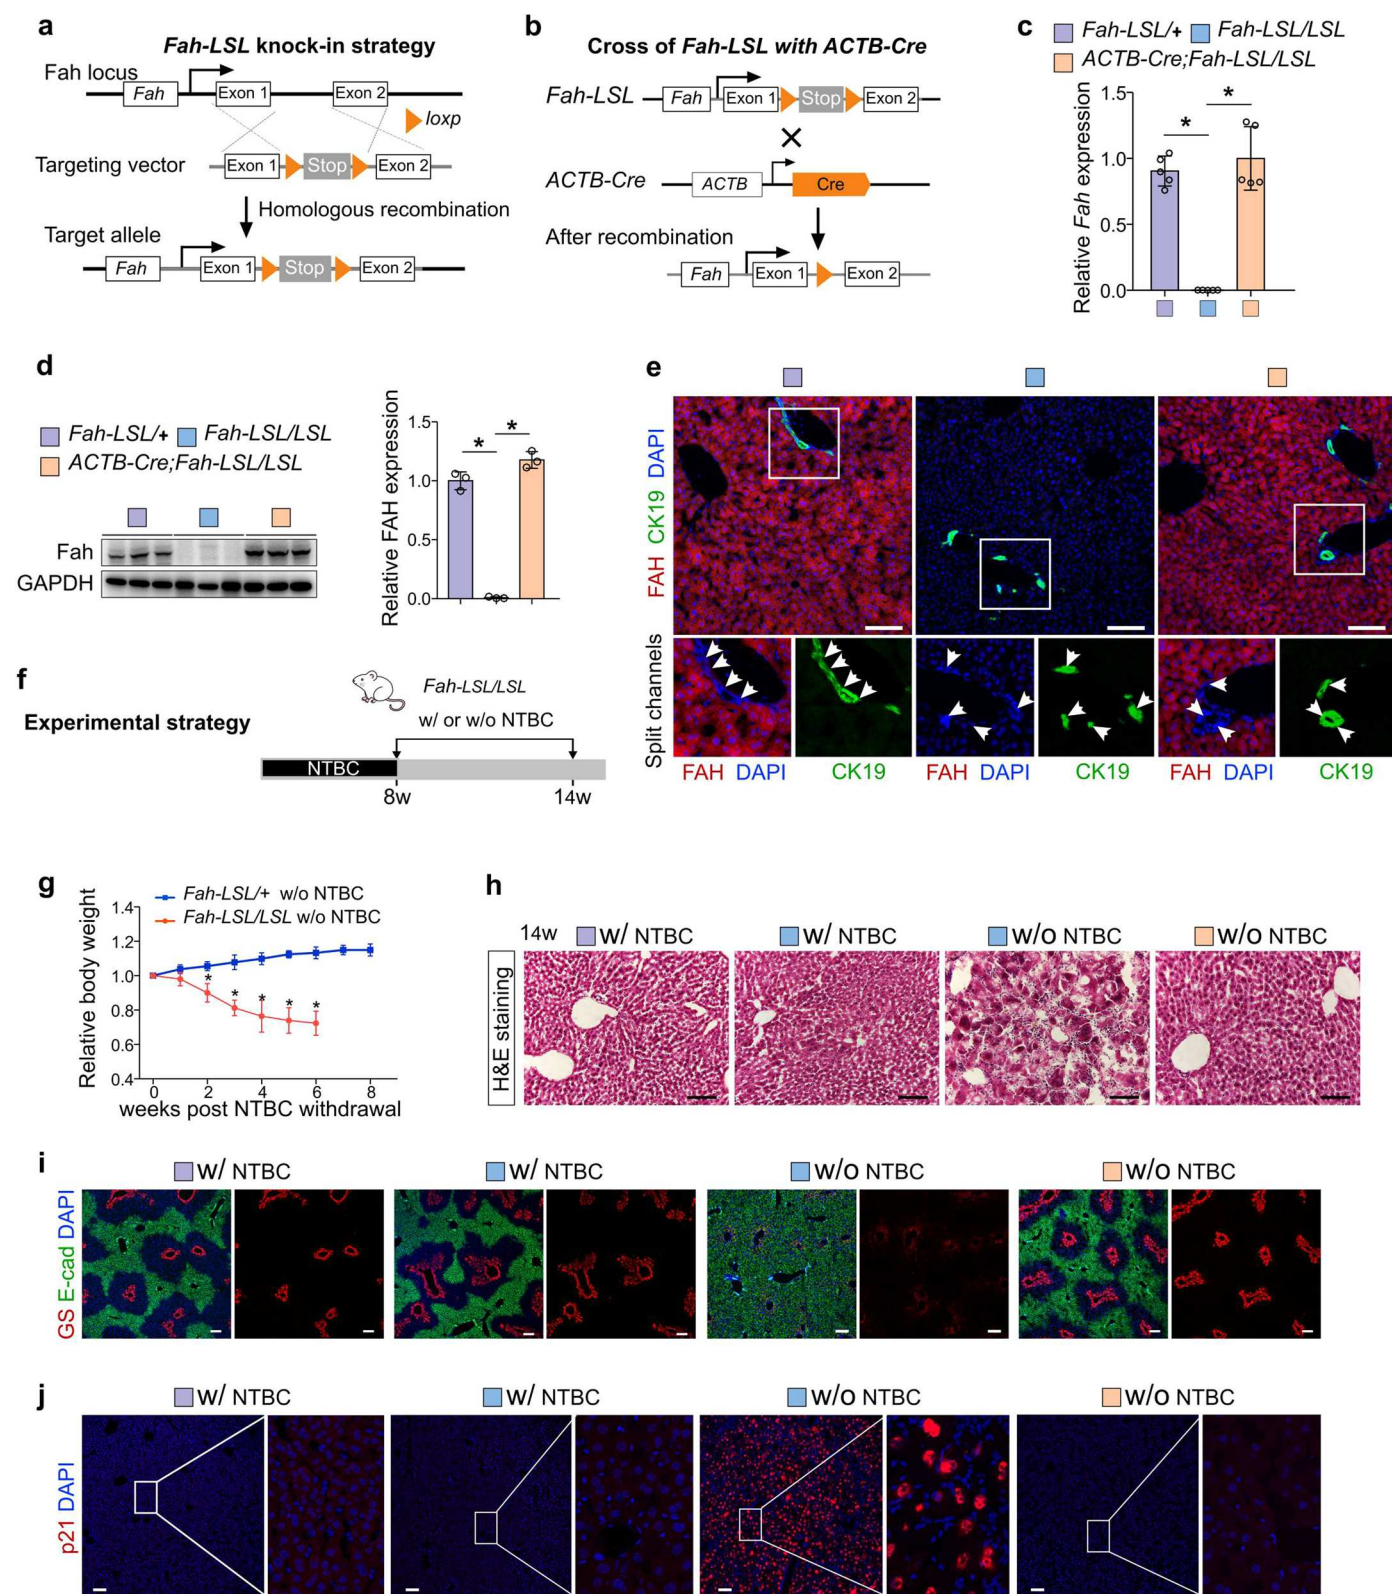 a
Fah-LSL knock-in strategy
Fah locus
Fah
Exon 1
Exon 2
loxp
Targeting vector
Exon 1
Stop
Exon 2
Homologous recombination
Target allele
Fah
Exon 1
Stop
Exon 2
b
Cross of Fah-LSL with ACTB-Cre
Fah-LSL
Fah
Exon 1
Stop
Exon 2
ACTB-Cre
ACTB
Cre
After recombination
Fah
Exon 1
Exon 2
c
Fah-LSL/+
Fah-LSL/LSL
ACTB-Cre;Fah-LSL/LSL
Relative Fah expression
1.5
1.0
0.5
0.0
*
*
d
Fah-LSL/+
Fah-LSL/LSL
ACTB-Cre;Fah-LSL/LSL
Fah
GAPDH
Relative FAH expression
1.5
1.0
0.5
0.0
*
*
e
FAH CK19 DAPI
Split channels
FAH DAPI
CK19
FAH DAPI
CK19
FAH DAPI
CK19
f
Experimental strategy
Fah-LSL/LSL
w/ or w/o NTBC
NTBC
8w
14w
g
Fah-LSL/+ w/o NTBC
Fah-LSL/LSL w/o NTBC
Relative body weight
1.4
1.2
1.0
0.8
0.6
0.4
*
*
*
*
*
0
2
4
6
8
weeks post NTBC withdrawal
h
14w
w/ NTBC
w/ NTBC
w/o NTBC
w/o NTBC
H&E staining
i
w/ NTBC
w/ NTBC
w/o NTBC
w/o NTBC
GS E-cad DAPI
j
w/ NTBC
w/ NTBC
w/o NTBC
w/o NTBC
p21 DAPI